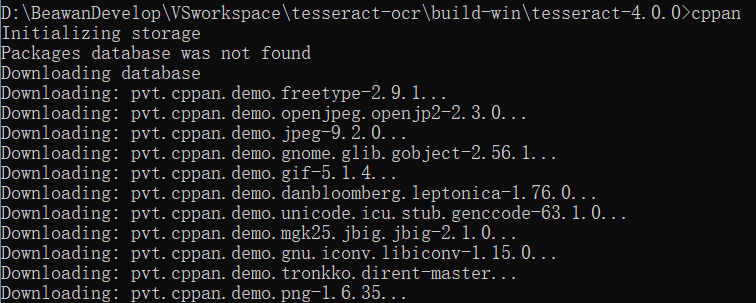 D:\BeawanDevelop\VSworkspace\tesseract-ocr\build-win\tesseract-4.0.0>cppan
Initializing storage
Packages database was not found
Downloading database
Downloading: pvt.cppan.demo.freetype-2.9.1...
Downloading: pvt.cppan.demo.openjpeg.openjp2-2.3.0...
Downloading: pvt.cppan.demo.jpeg-9.2.0...
Downloading: pvt.cppan.demo.gnome.glib.gobject-2.56.1...
Downloading: pvt.cppan.demo.gif-5.1.4...
Downloading: pvt.cppan.demo.danbloomberg.leptonica-1.76.0...
Downloading: pvt.cppan.demo.unicode.icu.stub.genccode-63.1.0...
Downloading: pvt.cppan.demo.mgk25.jbig.jbig-2.1.0...
Downloading: pvt.cppan.demo.gnu.iconv.libiconv-1.15.0...
Downloading: pvt.cppan.demo.tronkko.dirent-master...
Downloading: pvt.cppan.demo.png-1.6.35...